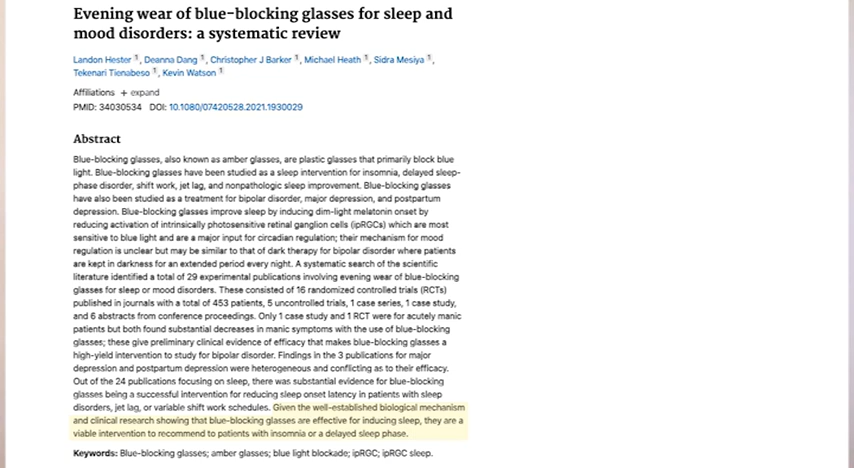 Evening wear of blue-blocking glasses for sleep and
mood disorders: a systematic review
Landon Hester 1, Deanna Dang 1, Christopher J Barker 1, Michael Heath 1, Sidra Mesiya 1,
Tekenari Tienabeso 1, Kevin Watson 1
Affiliations + expand
PMID: 34030534 DOI: 10.1080/07420528.2021.1930029
Abstract
Blue-blocking glasses, also known as amber glasses, are plastic glasses that primarily block blue
light. Blue-blocking glasses have been studied as a sleep intervention for insomnia, delayed sleep-
phase disorder, shift work, jet lag, and nonpathologic sleep improvement. Blue-blocking glasses
have also been studied as a treatment for bipolar disorder, major depression, and postpartum
depression. Blue-blocking glasses improve sleep by inducing dim-light melatonin onset by
reducing activation of intrinsically photosensitive retinal ganglion cells (ipRGCs) which are most
sensitive to blue light and are a major input for circadian regulation; their mechanism for mood
regulation is unclear but may be similar to that of dark therapy for bipolar disorder where patients
are kept in darkness for an extended period every night. A systematic search of the scientific
literature identified a total of 29 experimental publications involving evening wear of blue-blocking
glasses for sleep or mood disorders. These consisted of 16 randomized controlled trials (RCTs)
published in journals with a total of 453 patients, 5 uncontrolled trials, 1 case series, 1 case study,
and 6 abstracts from conference proceedings. Only 1 case study and 1 RCT were for acutely manic
patients but both found substantial decreases in manic symptoms with the use of blue-blocking
glasses; these give preliminary clinical evidence of efficacy that makes blue-blocking glasses a
high-yield intervention to study for bipolar disorder. Findings in the 3 publications for major
depression and postpartum depression were heterogeneous and conflicting as to their efficacy.
Out of the 24 publications focusing on sleep, there was substantial evidence for blue-blocking
glasses being a successful intervention for reducing sleep onset latency in patients with sleep
disorders, jet lag, or variable shift work schedules. Given the well-established biological mechanism
and clinical research showing that blue-blocking glasses are effective for inducing sleep, they are a
viable intervention to recommend to patients with insomnia or a delayed sleep phase.
Keywords: Blue-blocking glasses; amber glasses; blue light blockade; ipRGC; ipRGC sleep.